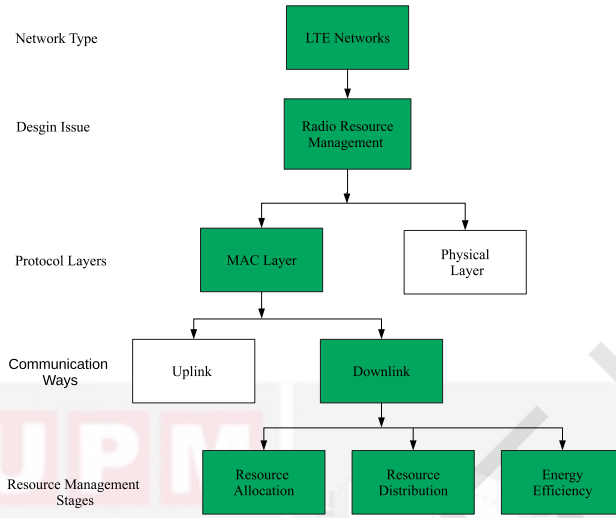 Network Type
LTE Networks
Desgin Issue
Radio Resource
Management
Protocol Layers
MAC Layer
Physical
Layer
Communication
Ways
Uplink
Downlink
UPM
Resource Management
Stages
Resource
Allocation
Resource
Distribution
Energy
Efficiency